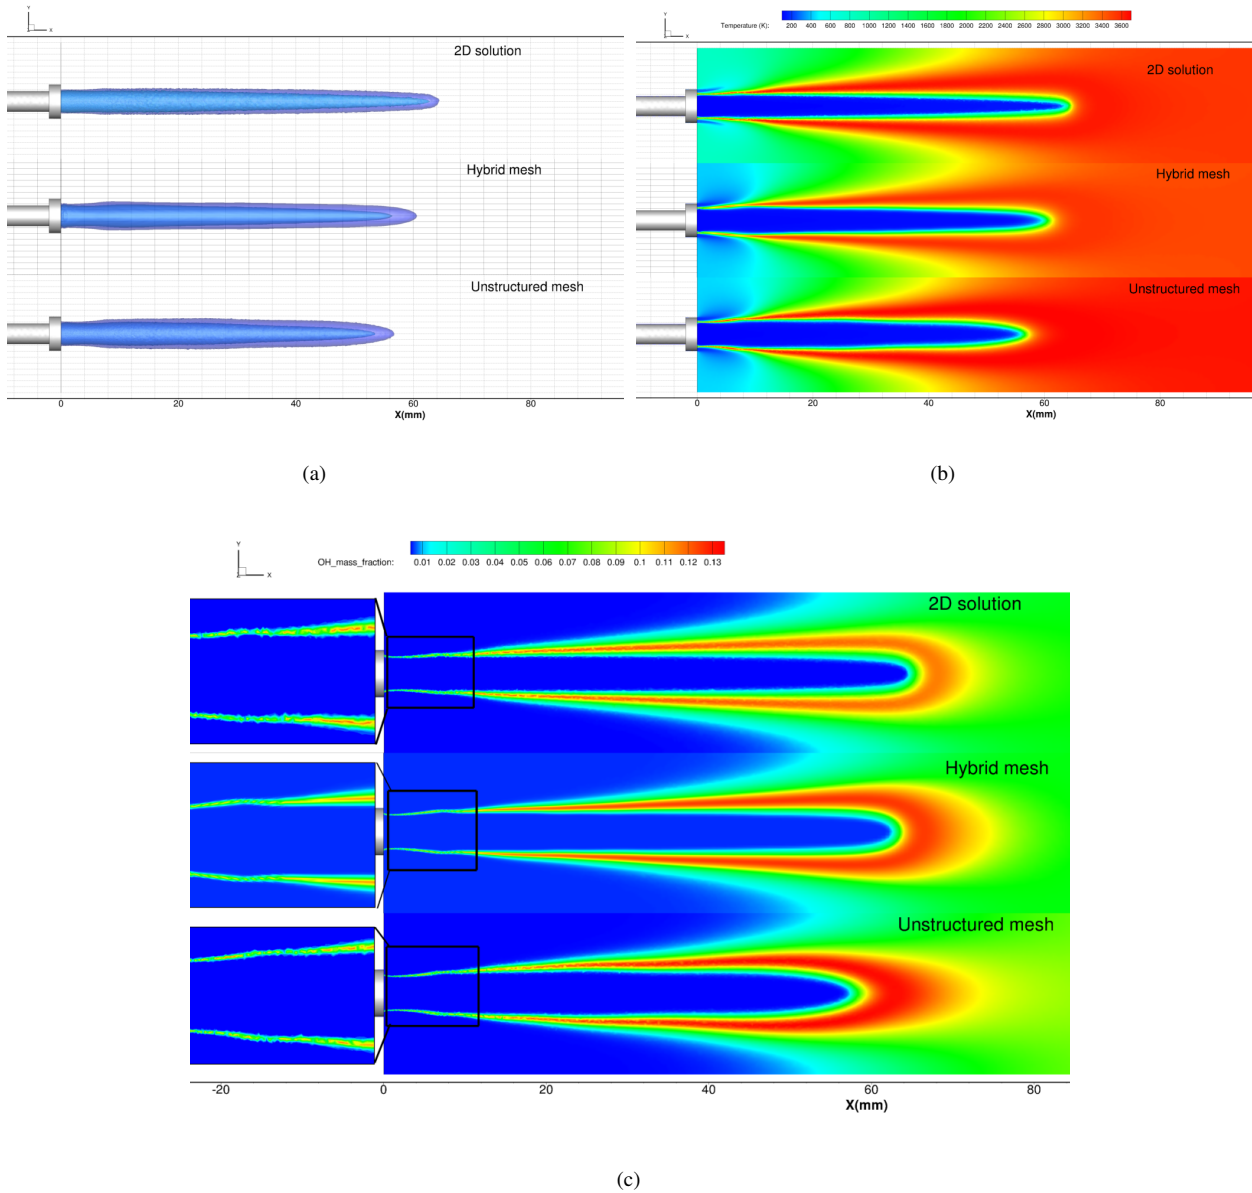 Y
X
2D solution
Hybrid mesh
Unstructured mesh
0 20 40 60 80
X(mm)
(a)
Y
X
Temperature (K): 200 400 600 800 1000 1200 1400 1600 1800 2000 2200 2400 2600 2800 3000 3200 3400 3600
2D solution
Hybrid mesh
Unstructured mesh
0 20 40 60 80
X(mm)
(b)
Y
Z X
OH_mass_fraction: 0.01 0.02 0.03 0.04 0.05 0.06 0.07 0.08 0.09 0.1 0.11 0.12 0.13
2D solution
Hybrid mesh
Unstructured mesh
-20 0 20 40 60 80
X(mm)
(c)